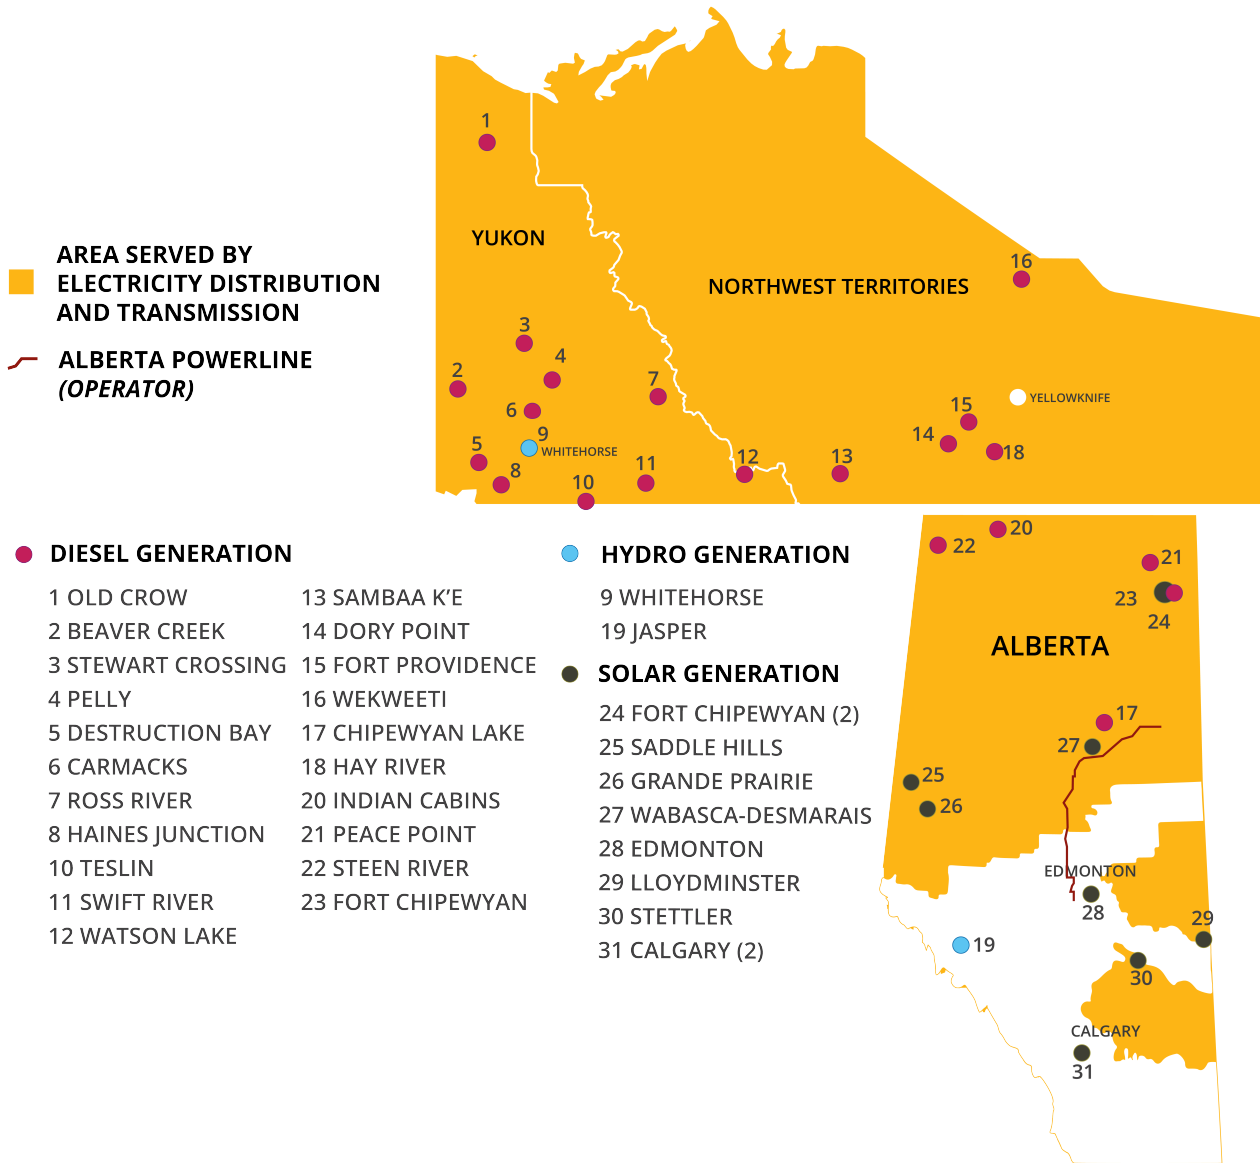 1
YUKON
NORTHWEST TERRITORIES
16
AREA SERVED BY
ELECTRICITY DISTRIBUTION
AND TRANSMISSION
ALBERTA POWERLINE
(OPERATOR)
3
4
2
7
6
YELLOWKNIFE
15
14
9
WHITEHORSE
18
5
8
11
12
13
10
DIESEL GENERATION
1 OLD CROW
2 BEAVER CREEK
3 STEWART CROSSING
4 PELLY
5 DESTRUCTION BAY
6 CARMACKS
7 ROSS RIVER
8 HAINES JUNCTION
10 TESLIN
11 SWIFT RIVER
12 WATSON LAKE
13 SAMBAA K’E
14 DORY POINT
15 FORT PROVIDENCE
16 WEKWEETI
17 CHIPEWYAN LAKE
18 HAY RIVER
20 INDIAN CABINS
21 PEACE POINT
22 STEEN RIVER
23 FORT CHIPEWYAN
HYDRO GENERATION
9 WHITEHORSE
19 JASPER
SOLAR GENERATION
24 FORT CHIPEWYAN (2)
25 SADDLE HILLS
26 GRANDE PRAIRIE
27 WABASCA-DESMARAIS
28 EDMONTON
29 LLOYDMINSTER
30 STETTLER
31 CALGARY (2)
20
22
21
23
24
ALBERTA
17
27
25
26
EDMONTON
28
29
19
30
CALGARY
31